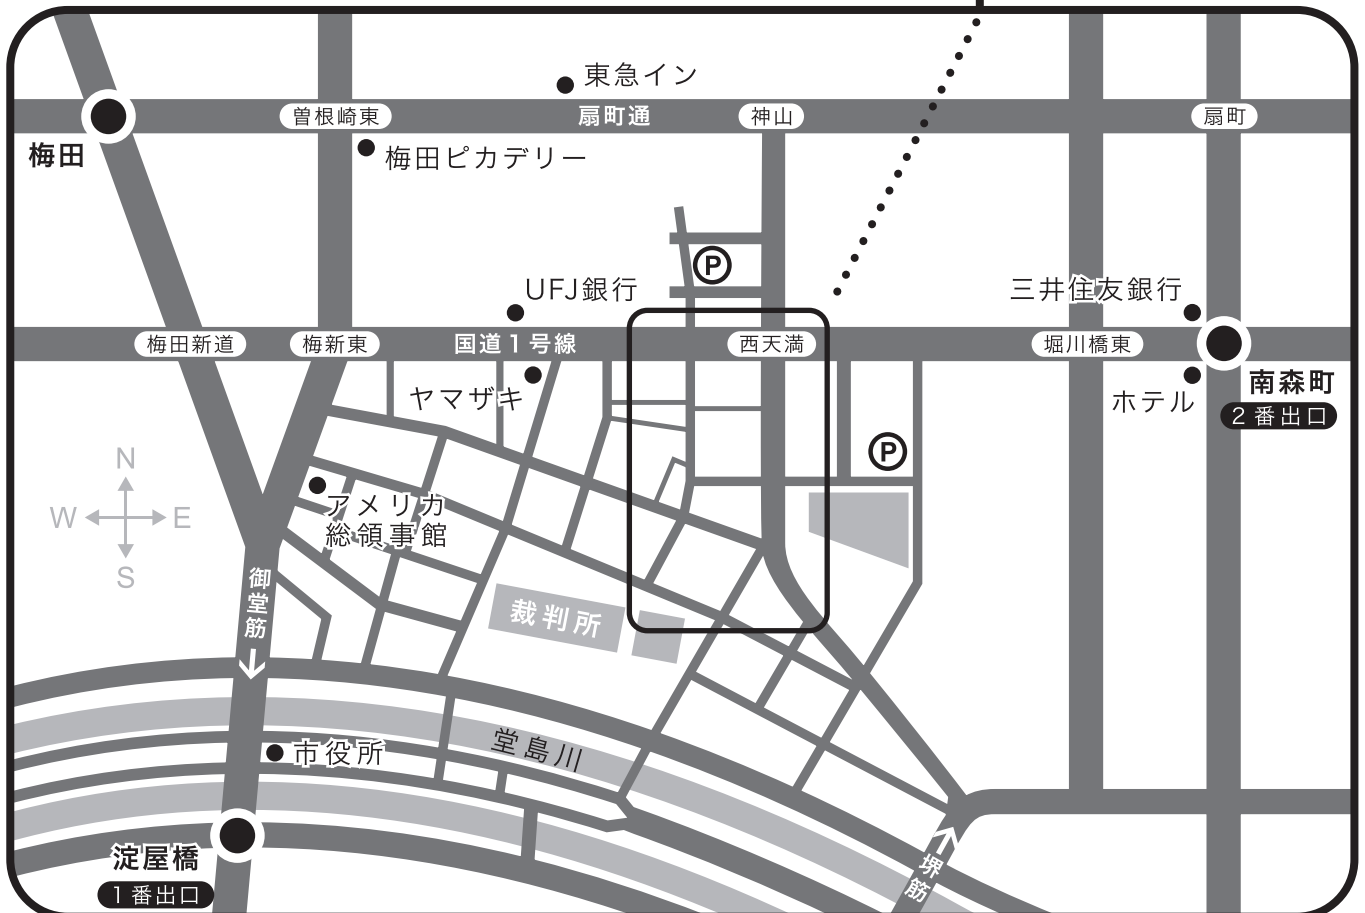 東急イン
曽根崎東
扇町通
神山
扇町
梅田
梅田ピカデリー
P
UFJ銀行
三井住友銀行
梅田新道
梅新東
国道1号線
西天満
堀川橋東
ヤマザキ
ホテル
南森町
2番出口
P
N
W
E
S
アメリカ
総領事館
御堂筋
裁判所
堂島川
市役所
淀屋橋
1番出口
堺筋